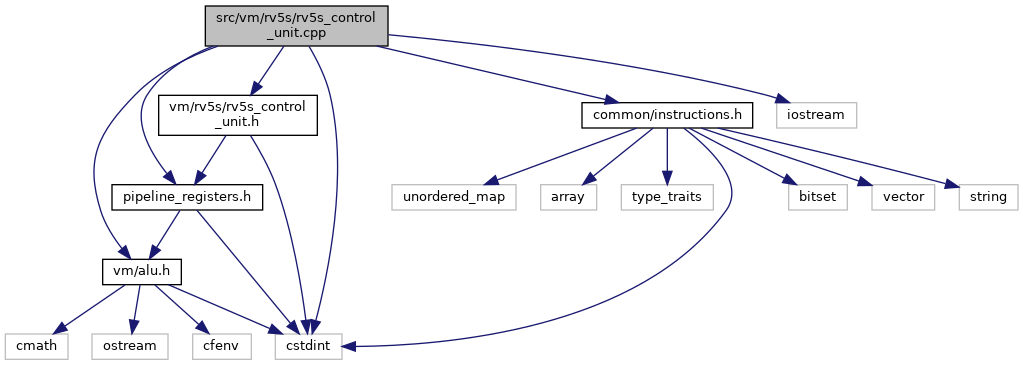 src/vm/rv5s/rv5s_control
_unit.cpp
vm/rv5s/rv5s_control
_unit.h
common/instructions.h
iostream
pipeline_registers.h
unordered_map
array
type_traits
bitset
vector
string
vm/alu.h
cmath
ostream
cfenv
cstdint